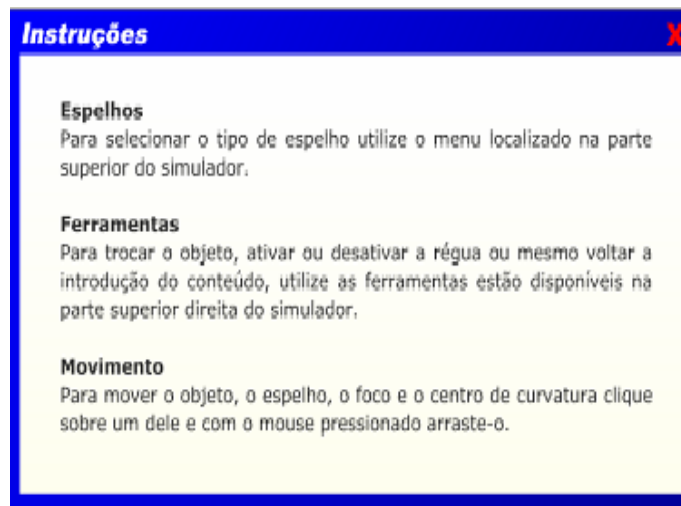 Instruções
X
Espelhos
Para selecionar o tipo de espelho utilize o menu localizado na parte
superior do simulador.
Ferramentas
Para trocar o objeto, ativar ou desativar a régua ou mesmo voltar a
introdução do conteúdo, utilize as ferramentas estão disponíveis na
parte superior direita do simulador.
Movimento
Para mover o objeto, o espelho, o foco e o centro de curvatura clique
sobre um dele e com o mouse pressionado arraste-o.